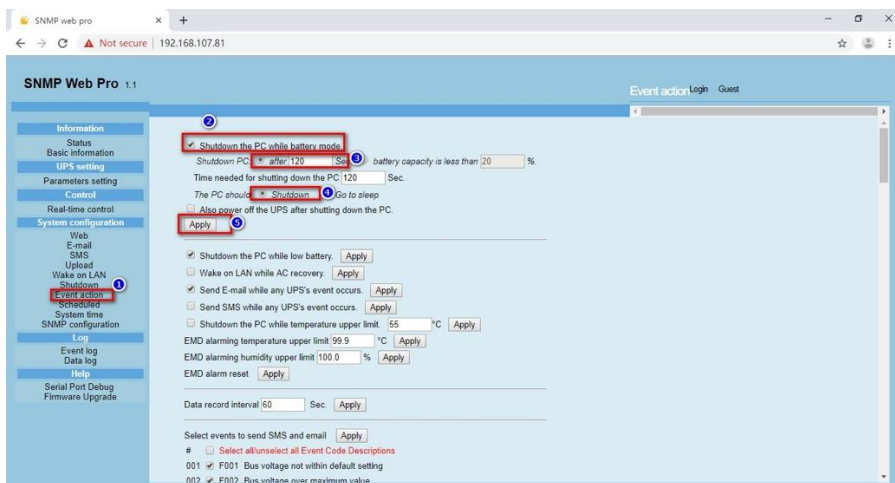 SNMP web pro
Not secure | 192.168.107.81
SNMP Web Pro 1.1
Event action Login Guest
Information
Status
Basic information
UPS setting
Parameters setting
Control
Real-time control
System configuration
Web
E-mail
SMS
Upload
Wake on LAN
Shutdown
1
Event action
Scheduled
System time
SNMP configuration
Log
Event log
Data log
Help
Serial Port Debug
Firmware Upgrade
2
Shutdown the PC while battery mode.
Shutdown PC: after 120 Sec 3 battery capacity is less than 20 %.
Time needed for shutting down the PC 120 Sec.
The PC should Shutdown 4 Go to sleep
Also power off the UPS after shutting down the PC.
Apply 5
Shutdown the PC while low battery. Apply
Wake on LAN while AC recovery. Apply
Send E-mail while any UPS's event occurs. Apply
Send SMS while any UPS's event occurs. Apply
Shutdown the PC while temperature upper limit. 55 °C Apply
EMD alarming temperature upper limit 99.9 °C Apply
EMD alarming humidity upper limit 100.0 % Apply
EMD alarm reset Apply
Data record interval 60 Sec. Apply
Select events to send SMS and email Apply
# Select all/unselect all Event Code Descriptions
001 F001 Bus voltage not within default setting
002 F002 Bus voltage over maximum value